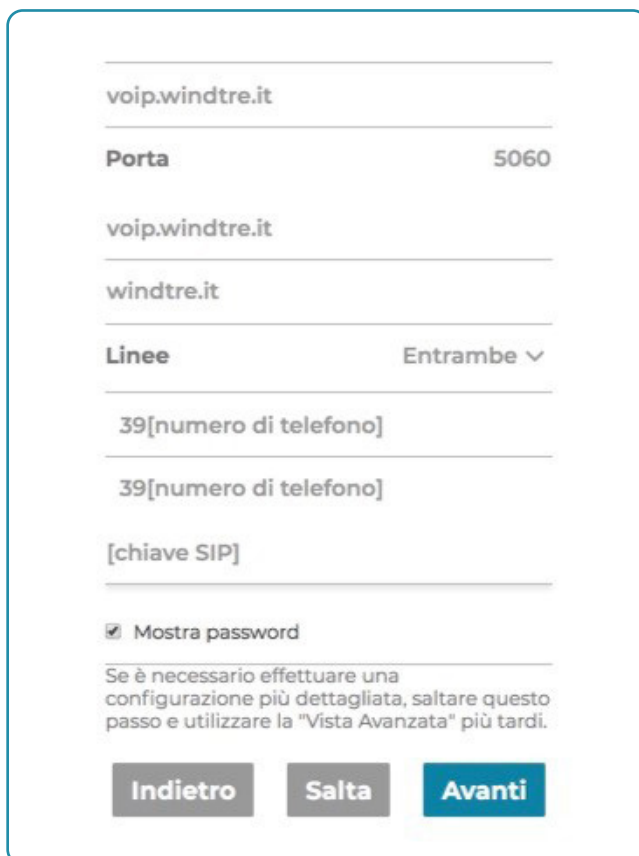 voip.windtre.it
Porta 5060
voip.windtre.it
windtre.it
Linee Entrambe
39[numero di telefono]
39[numero di telefono]
[chiave SIP]
Mostra password
Se è necessario effettuare una
configurazione più dettagliata, saltare questo
passo e utilizzare la "Vista Avanzata" più tardi.
Indietro Salta Avanti